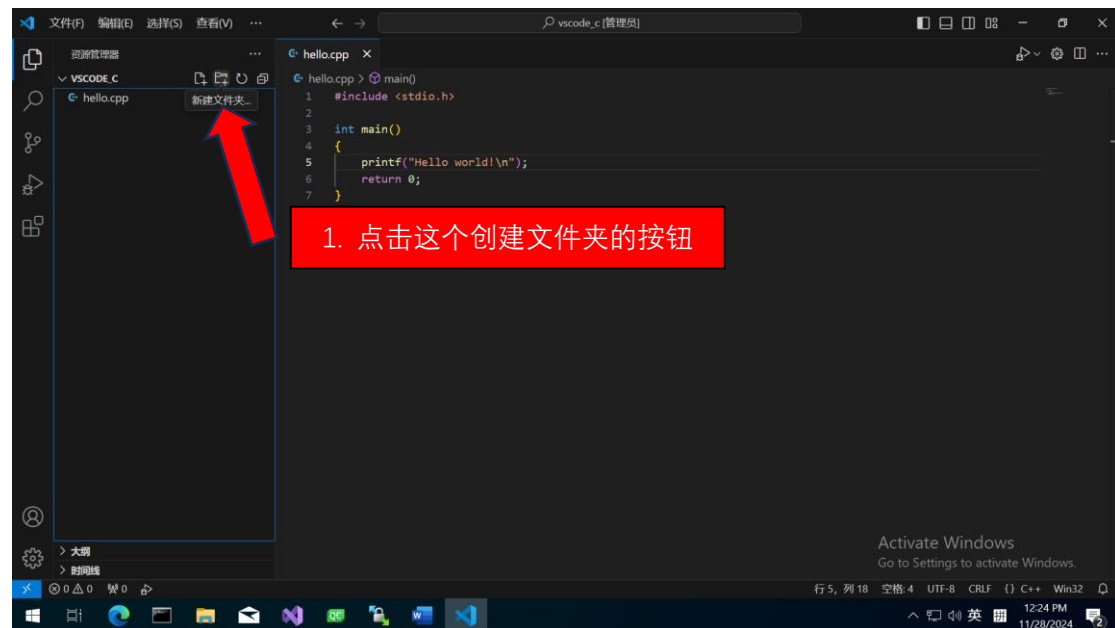 文件(F) 编辑(E) 选择(S) 查看(V) ··· vscode_c [管理员]
资源管理器 ··· hello.cpp
VSCODE_C
hello.cpp > main()
hello.cpp
新建文件夹...
1 #include <stdio.h>
2
3 int main()
4 {
5 printf("Hello world!\n");
6 return 0;
7 }
1. 点击这个创建文件夹的按钮
Activate Windows
Go to Settings to activate Windows.
> 大纲
> 时间线
0 0 0 行 5，列 18 空格: 4 UTF-8 CRLF {} C++ Win32
QC W 英 拼 12:24 PM
11/28/2024 2